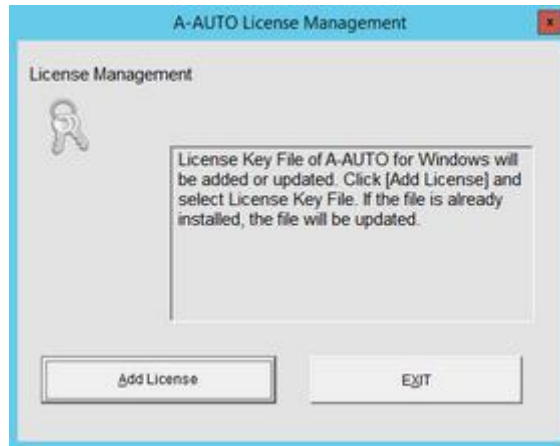 A-AUTO License Management
x
License Management
License Key File of A-AUTO for Windows will
be added or updated. Click [Add License] and
select License Key File. If the file is already
installed, the file will be updated.
Add License
EXIT